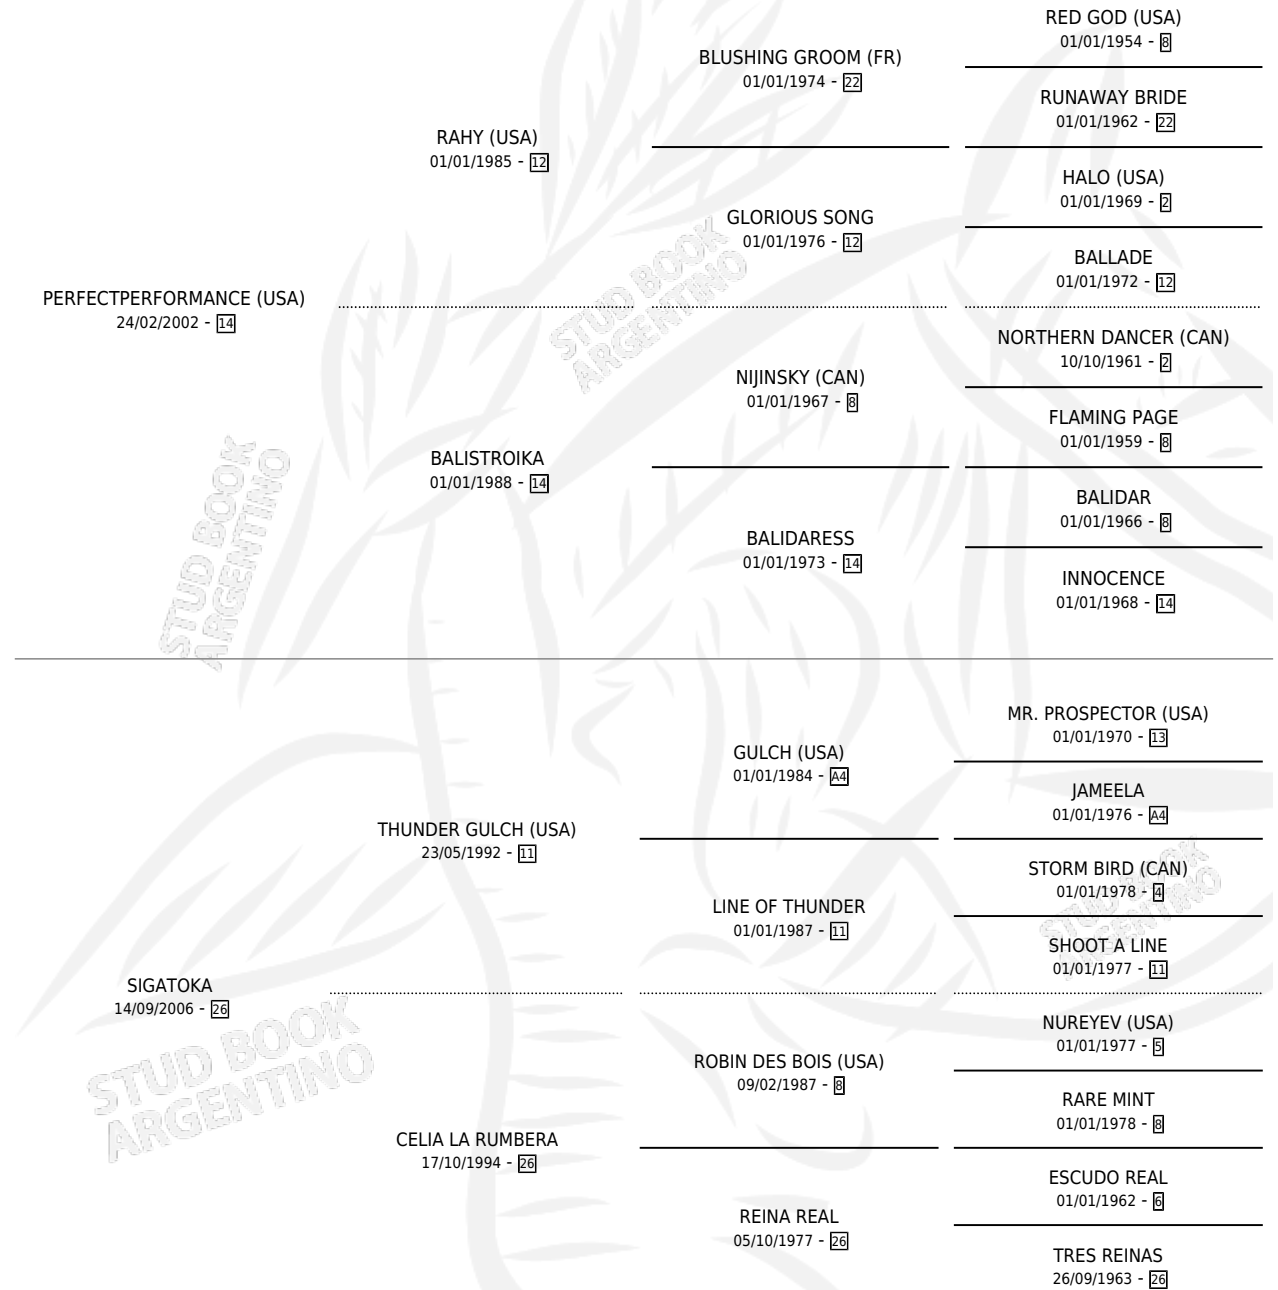 RED GOD (USA)
01/01/1954 - 8
BLUSHING GROOM (FR)
01/01/1974 - 22
RUNAWAY BRIDE
01/01/1962 - 22
RAHY (USA)
01/01/1985 - 12
HALO (USA)
01/01/1969 - 2
GLORIOUS SONG
01/01/1976 - 12
BALLADE
01/01/1972 - 12
PERFECTPERFORMANCE (USA)
24/02/2002 - 14
STUD BOOK
ARGENTINO
NORTHERN DANCER (CAN)
10/10/1961 - 2
NIJINSKY (CAN)
01/01/1967 - 8
FLAMING PAGE
01/01/1959 - 8
BALISTROIKA
01/01/1988 - 14
BALIDAR
01/01/1966 - 8
BALIDARESS
01/01/1973 - 14
INNOCENCE
01/01/1968 - 14
STUD BOOK
ARGENTINO
MR. PROSPECTOR (USA)
01/01/1970 - 13
GULCH (USA)
01/01/1984 - A4
JAMEELA
01/01/1976 - A4
THUNDER GULCH (USA)
23/05/1992 - 11
STORM BIRD (CAN)
01/01/1978 - 4
LINE OF THUNDER
01/01/1987 - 11
STUD BOOK
ARGENTINO
SHOOT A LINE
01/01/1977 - 11
SIGATOKA
14/09/2006 - 26
STUD BOOK
ARGENTINO
NUREYEV (USA)
01/01/1977 - 5
ROBIN DES BOIS (USA)
09/02/1987 - 8
RARE MINT
01/01/1978 - 8
CELIA LA RUMBERA
17/10/1994 - 26
ESCUDO REAL
01/01/1962 - 6
REINA REAL
05/10/1977 - 26
TRES REINAS
26/09/1963 - 26